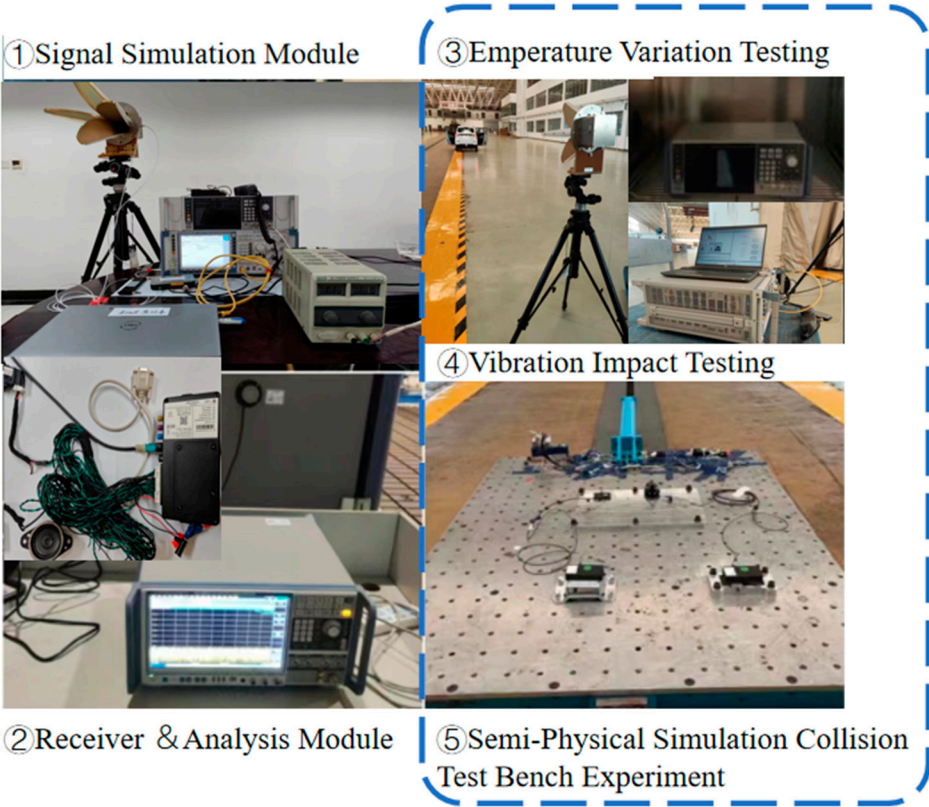 ①Signal Simulation Module
③Emperature Variation Testing
④Vibration Impact Testing
②Receiver &Analysis Module
⑤Semi-Physical Simulation Collision
Test Bench Experiment